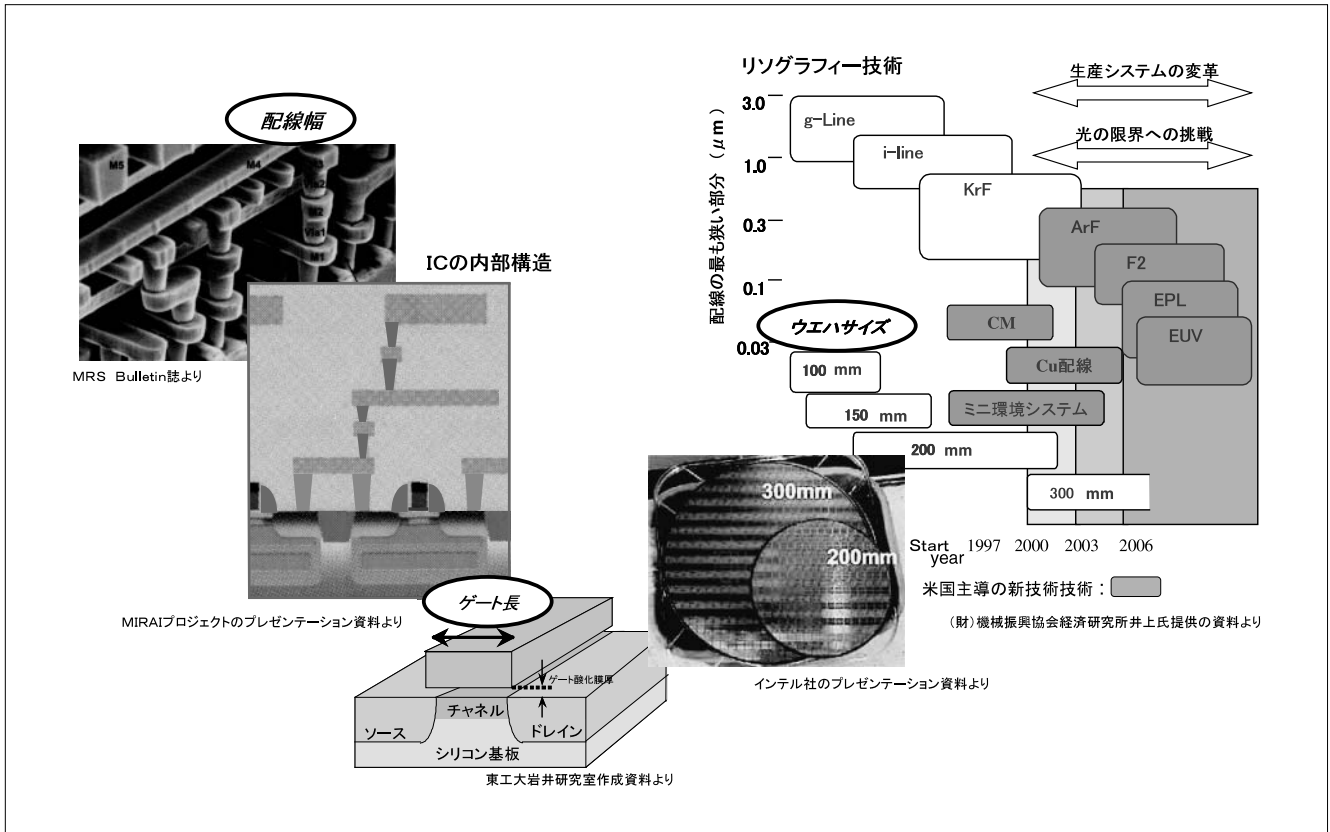 配線幅
M5
M4
Via2
M2
Via1
M1
MRS Bulletin誌より
ICの内部構造
MIRAIプロジェクトのプレゼンテーション資料より
ゲート長
ゲート酸化膜厚
チャネル
ソース
ドレイン
シリコン基板
東工大岩井研究室作成資料より
リソグラフィー技術
生産システムの変革
光の限界への挑戦
配線の最も狭い部分 (μm)
3.0
1.0
0.3
0.1
0.03
g-Line
i-line
KrF
ArF
F2
EPL
EUV
CM
Cu配線
ミニ環境システム
ウエハサイズ
100 mm
150 mm
200 mm
300 mm
300mm
200mm
Start year 1997 2000 2003 2006
米国主導の新技術技術：
（財）機械振興協会経済研究所井上氏提供の資料より
インテル社のプレゼンテーション資料より